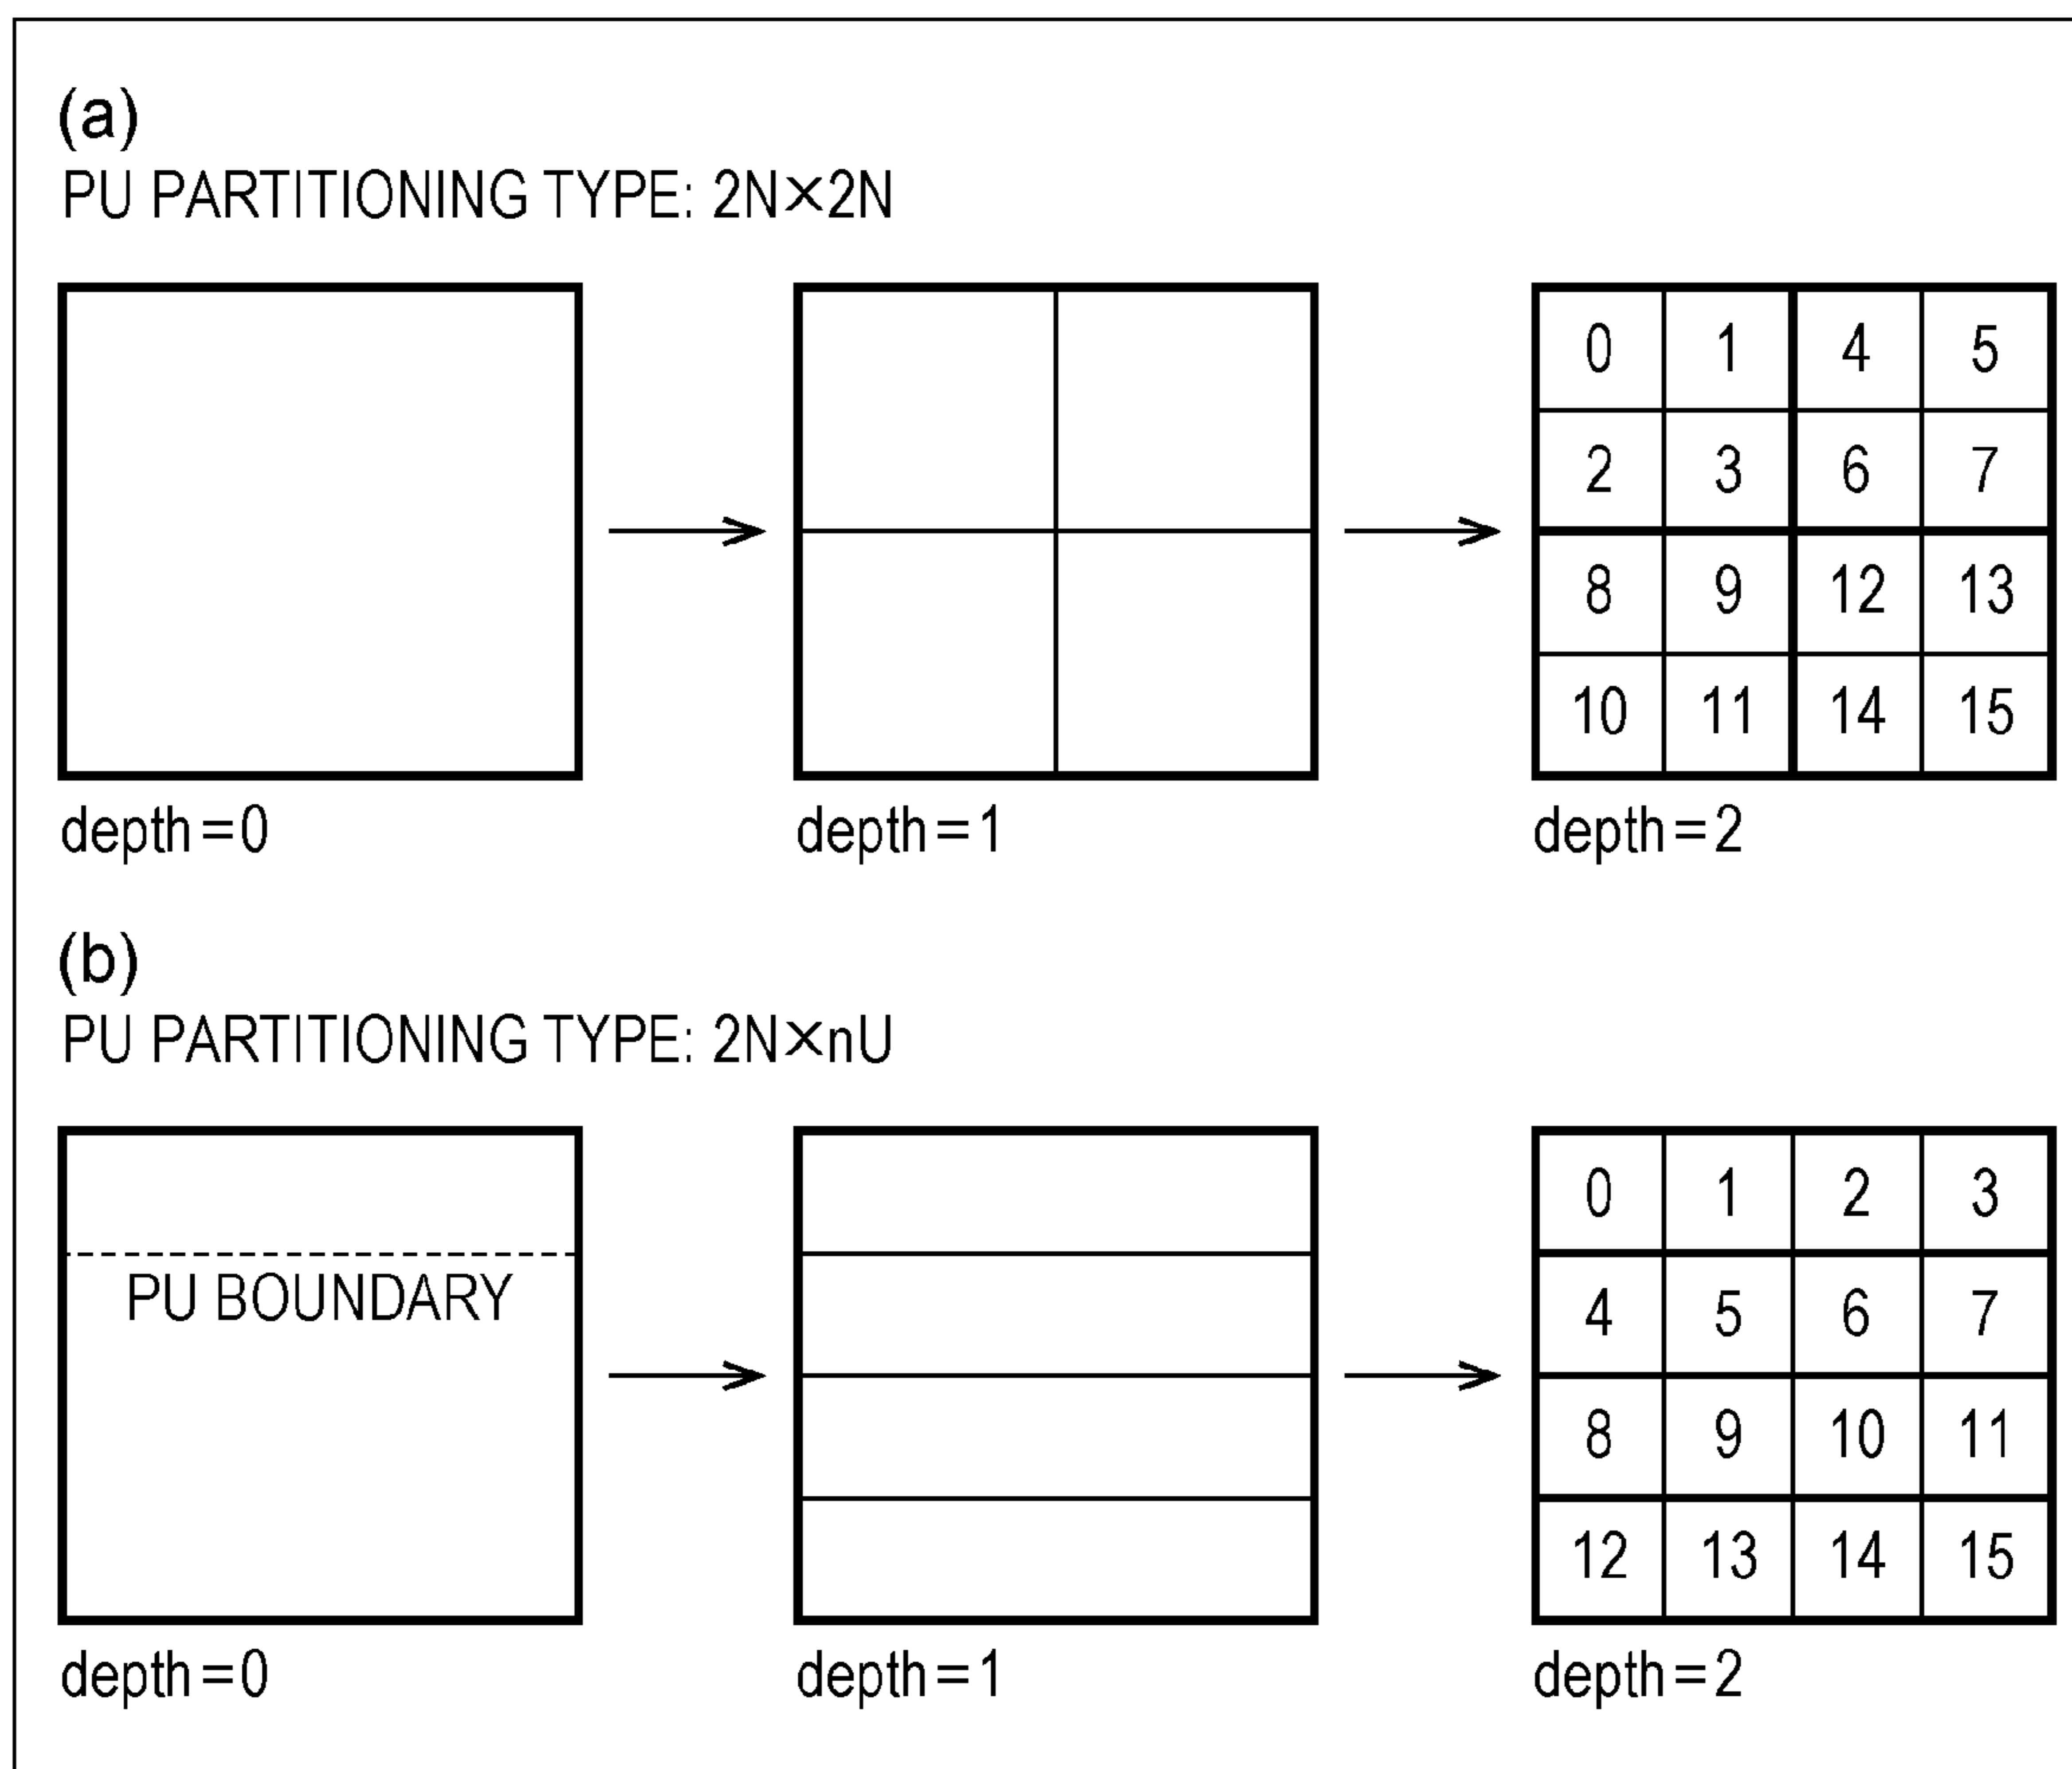 (a)
PU PARTITIONING TYPE: 2N×2N
0 1 4 5
2 3 6 7
8 9 12 13
10 11 14 15
depth=0 depth=1 depth=2
(b)
PU PARTITIONING TYPE: 2N×nU
PU BOUNDARY
0 1 2 3
4 5 6 7
8 9 10 11
12 13 14 15
depth=0 depth=1 depth=2